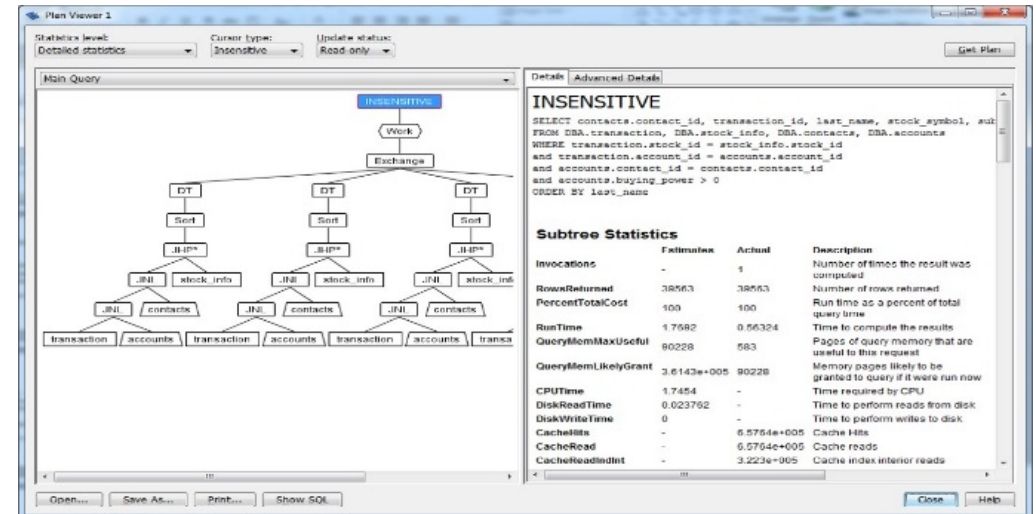 Plan Viewer 1
Statistics level: Cursor type: Update status:
Detailed statistics Insensitive Read-only
Get Plan
Main Query
INSENSITIVE
Work
Exchange
DT DT DT
Sort Sort Sort
JHP* JHP* JHP*
JNL stock_info JNL stock_info JNL stock_inf
JNL contacts JNL contacts JNL contacts
transaction accounts transaction accounts transaction accounts transa
Details Advanced Details
INSENSITIVE
SELECT contacts.contact_id, transaction_id, last_name, stock_symbol, sub
FROM DBA.transaction, DBA.stock_info, DBA.contacts, DBA.accounts
WHERE transaction.stock_id = stock_info.stock_id
and transaction.account_id = accounts.account_id
and accounts.contact_id = contacts.contact_id
and accounts.buying_power > 0
ORDER BY last_name
Subtree Statistics
Estimates Actual Description
Invocations - 1 Number of times the result was
computed
RowsReturned 39563 39563 Number of rows returned
PercentTotalCost 100 100 Run time as a percent of total
query time
RunTime 1.7692 0.56324 Time to compute the results
QueryMemMaxUseful 90228 583 Pages of query memory that are
useful to this request
QueryMemLikelyGrant 3.6143e+005 90228 Memory pages likely to be
granted to query if it were run now
CPUTime 1.7454 - Time required by CPU
DiskReadTime 0.023762 - Time to perform reads from disk
DiskWriteTime 0 - Time to perform writes to disk
CacheHits - 6.5764e+005 Cache Hits
CacheRead - 6.5764e+005 Cache reads
CacheReadIndInt - 3.223e+005 Cache index interior reads
Open... Save As... Print... Show SQL Close Help